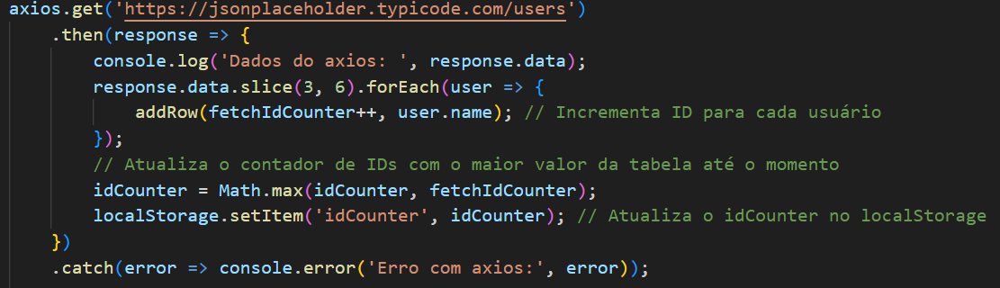 axios.get('https://jsonplaceholder.typicode.com/users')
    .then(response => {
        console.log('Dados do axios: ', response.data);
        response.data.slice(3, 6).forEach(user => {
            addRow(fetchIdCounter++, user.name); // Incrementa ID para cada usuário
        });
        // Atualiza o contador de IDs com o maior valor da tabela até o momento
        idCounter = Math.max(idCounter, fetchIdCounter);
        localStorage.setItem('idCounter', idCounter); // Atualiza o idCounter no localStorage
    })
    .catch(error => console.error('Erro com axios:', error));